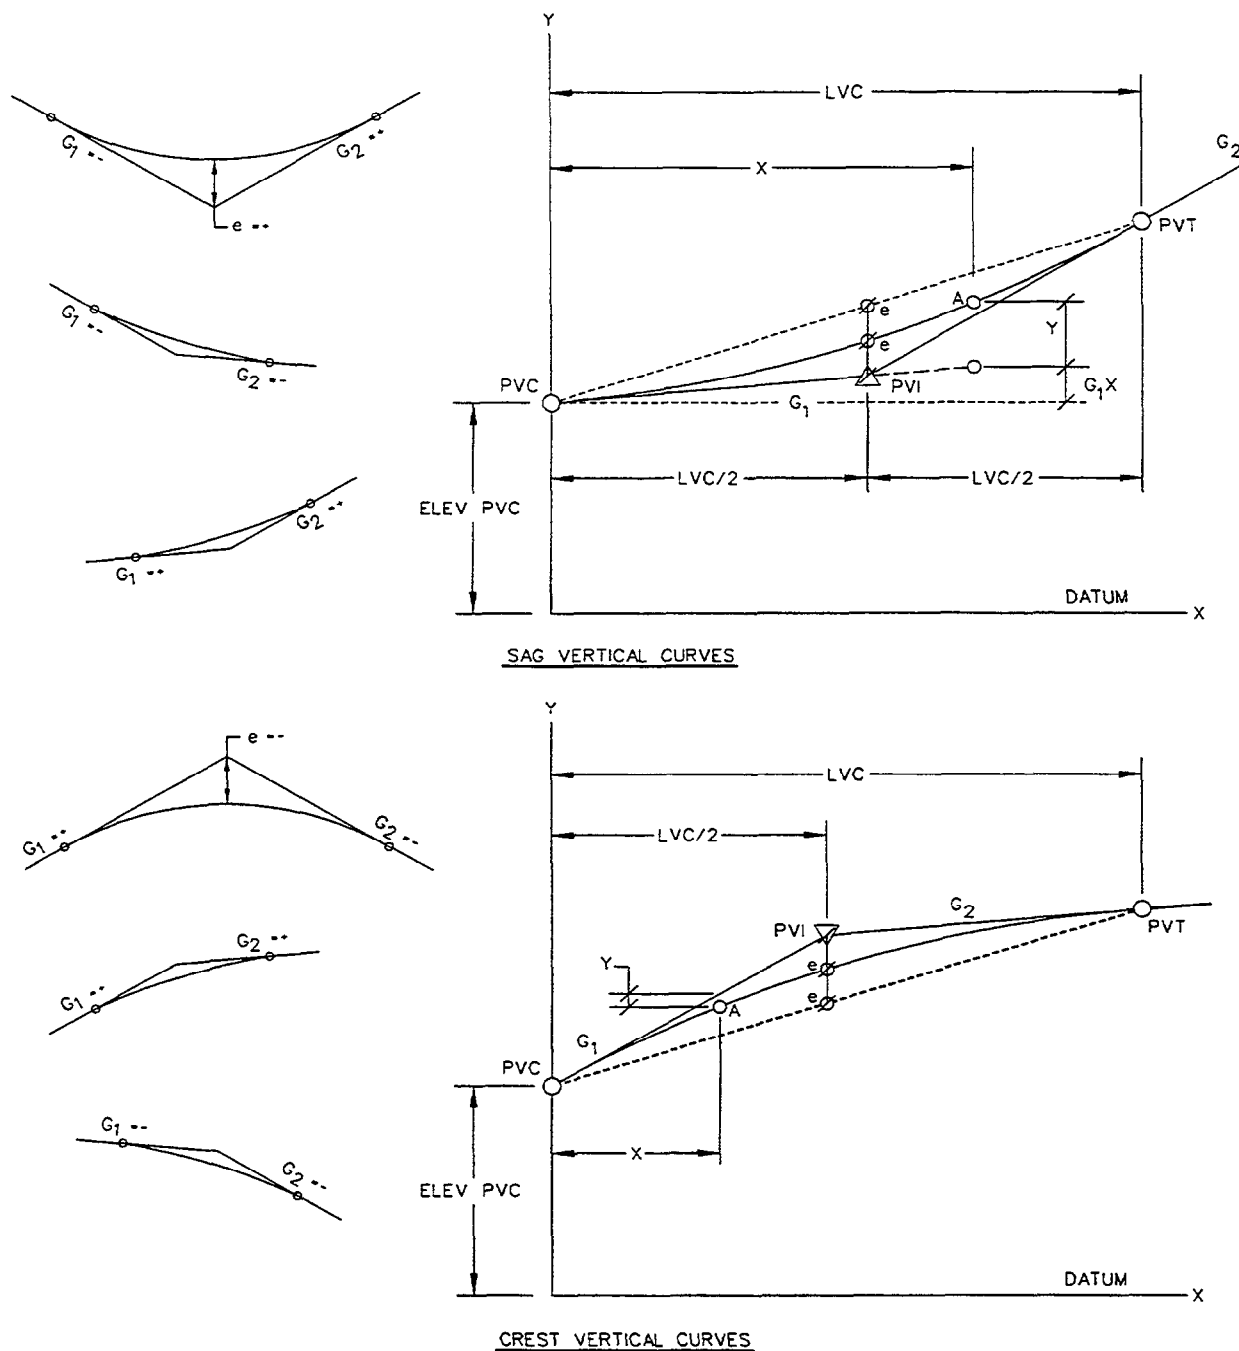 Y
LVC
G2
X
G1 =-
G2 =+
e =+
PVT
A
e
e
Y
G1 =-
G2 =-
PVC
PVI
G1X
G1
LVC/2
LVC/2
ELEV PVC
G2 =+
G1 =+
DATUM
X
SAG VERTICAL CURVES
Y
e =-
LVC
G1 =+
G2 =-
LVC/2
G2
PVI
PVT
G2 =+
G1 =+
e
Y
A
e
G1
PVC
X
G1 =-
G2 =-
ELEV PVC
DATUM
X
CREST VERTICAL CURVES